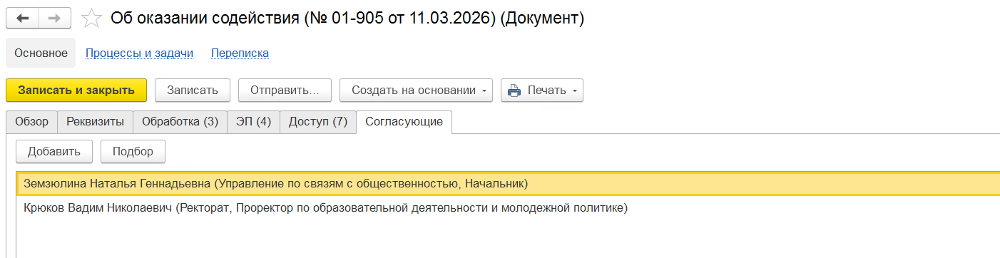 Об оказании содействия (№ 01-905 от 11.03.2026) (Документ)
Основное Процессы и задачи Переписка
Записать и закрыть Записать Отправить... Создать на основании Печать
Обзор Реквизиты Обработка (3) ЭП (4) Доступ (7) Согласующие
Добавить Подбор
Земзюлина Наталья Геннадьевна (Управление по связям с общественностью, Начальник)
Крюков Вадим Николаевич (Ректорат, Проректор по образовательной деятельности и молодежной политике)